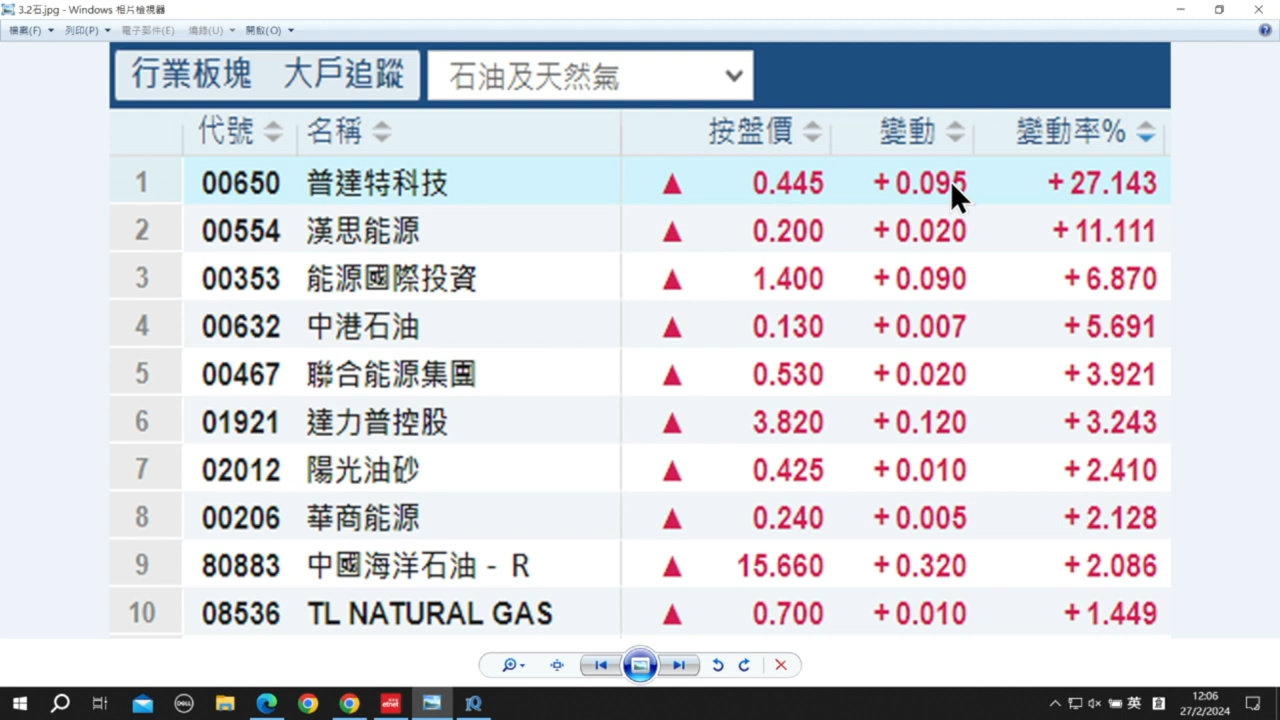 3.2石.jpg - Windows 相片檢視器
檔案(F) 列印(P) 電子郵件(E) 燒錄(U) 開啟(O)
行業板塊 大戶追蹤 石油及天然氣
代號 名稱 按盤價 變動 變動率%
1 00650 普達特科技 ▲ 0.445 +0.095 +27.143
2 00554 漢思能源 ▲ 0.200 +0.020 +11.111
3 00353 能源國際投資 ▲ 1.400 +0.090 +6.870
4 00632 中港石油 ▲ 0.130 +0.007 +5.691
5 00467 聯合能源集團 ▲ 0.530 +0.020 +3.921
6 01921 達力普控股 ▲ 3.820 +0.120 +3.243
7 02012 陽光油砂 ▲ 0.425 +0.010 +2.410
8 00206 華商能源 ▲ 0.240 +0.005 +2.128
9 80883 中國海洋石油 - R ▲ 15.660 +0.320 +2.086
10 08536 TL NATURAL GAS ▲ 0.700 +0.010 +1.449
DELL etnet IQ 英 12:06
27/2/2024